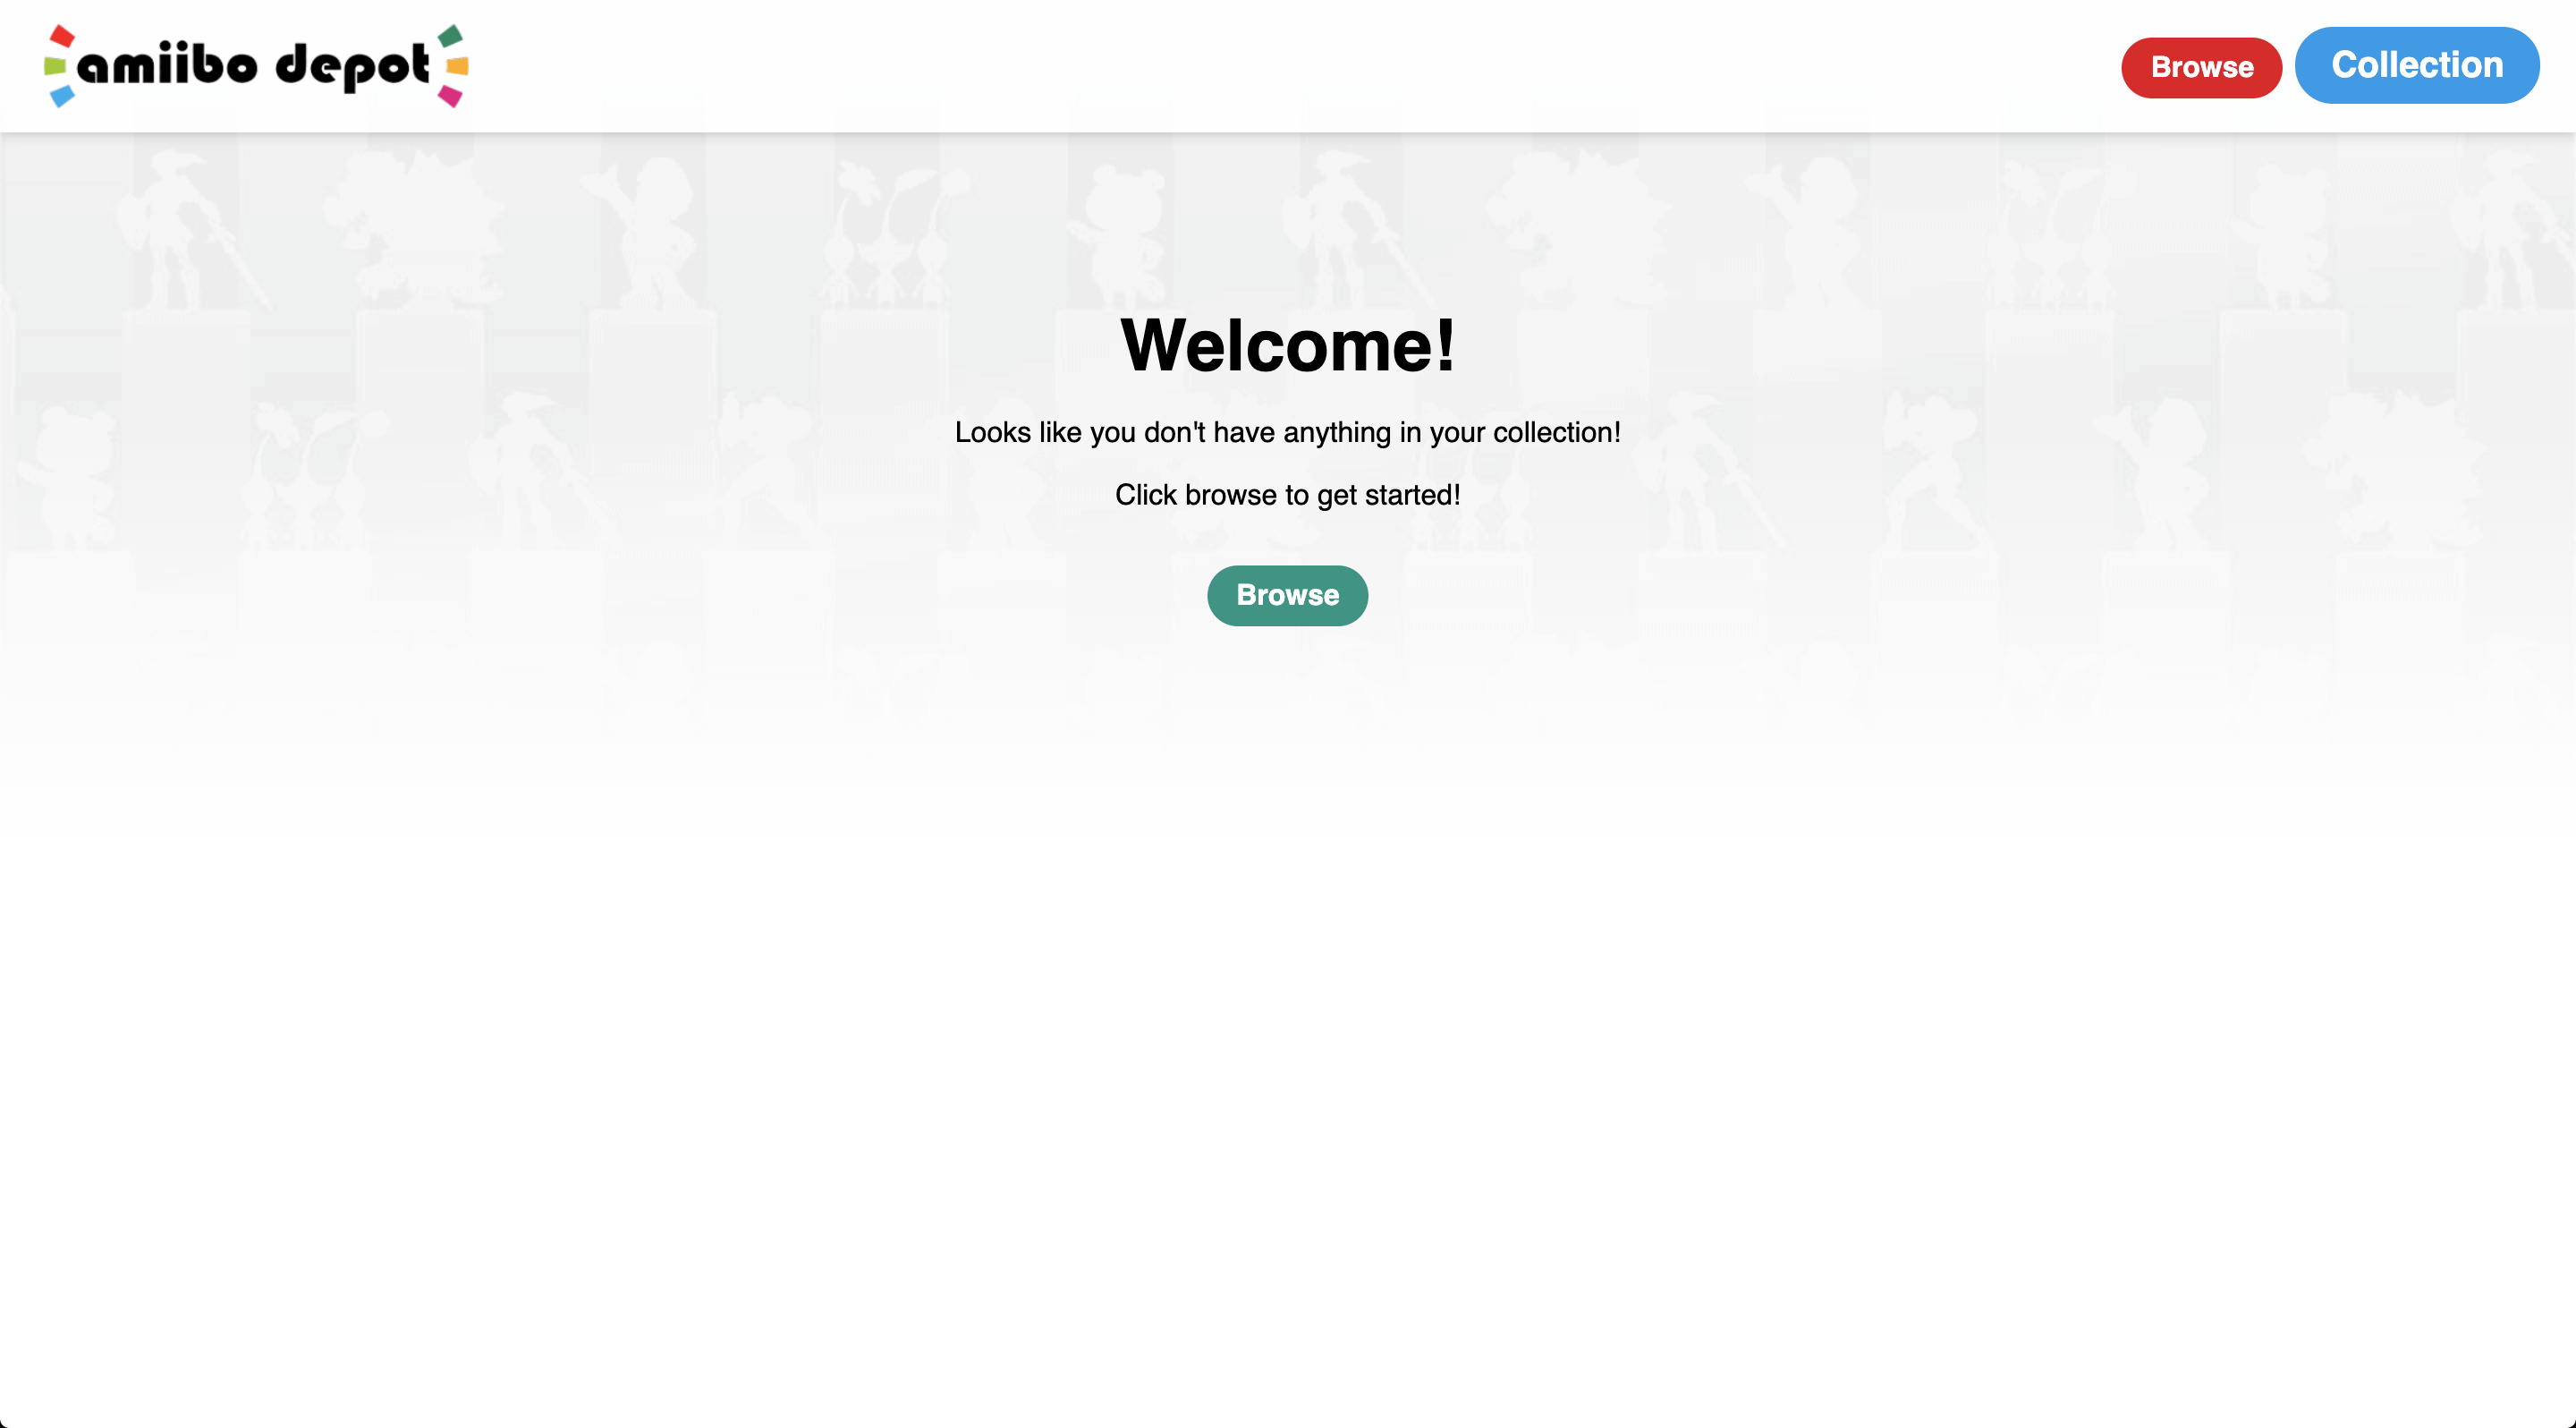 amiibo depot
Browse
Collection
Welcome!
Looks like you don't have anything in your collection!
Click browse to get started!
Browse